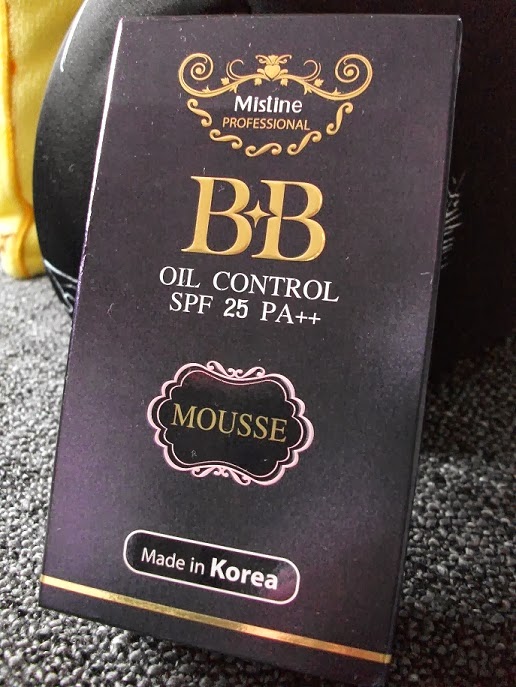 Mistine
PROFESSIONAL
BB
OIL CONTROL
SPF 25 PA++
MOUSSE
Made in Korea